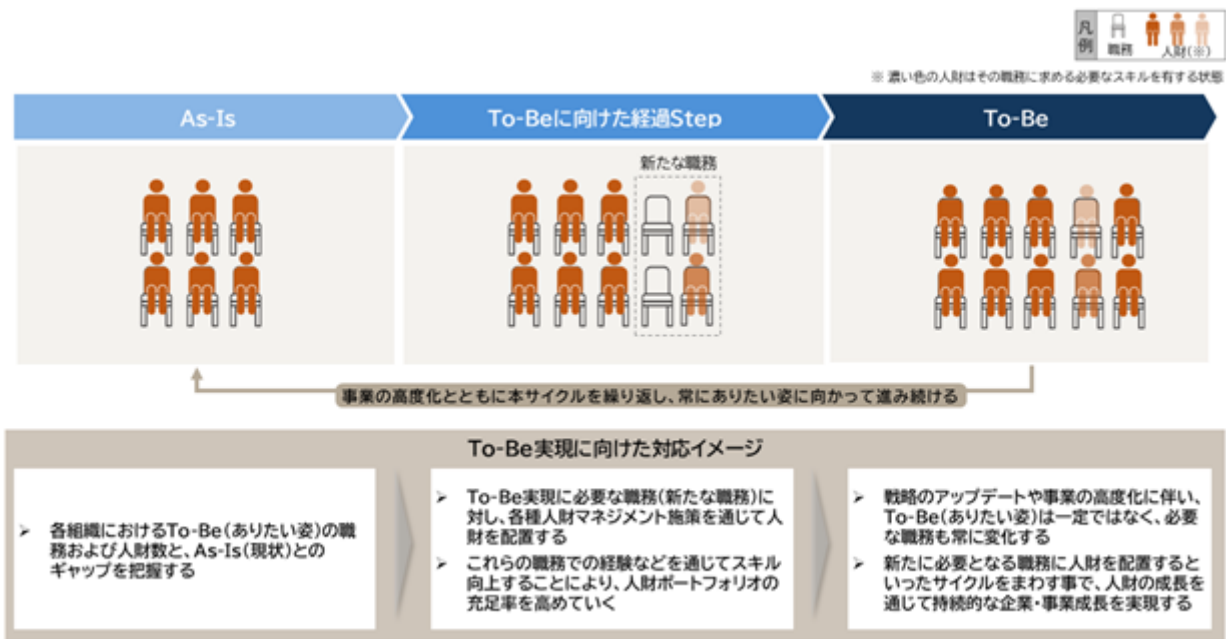 凡例
職務
人財(※)
※ 濃い色の人財はその職務に求める必要なスキルを有する状態
As-Is
To-Beに向けた経過Step
To-Be
新たな職務
事業の高度化とともに本サイクルを繰り返し、常にありたい姿に向かって進み続ける
To-Be実現に向けた対応イメージ
➢ 各組織におけるTo-Be(ありたい姿)の職
務および人財数と、As-Is(現状)との
ギャップを把握する
➢ To-Be実現に必要な職務(新たな職務)に
対し、各種人財マネジメント施策を通じて人
財を配置する
➢ これらの職務での経験などを通じてスキル
向上することにより、人財ポートフォリオの
充足率を高めていく
➢ 戦略のアップデートや事業の高度化に伴い、
To-Be(ありたい姿)は一定ではなく、必要
な職務も常に変化する
➢ 新たに必要となる職務に人財を配置すると
いったサイクルをまわす事で、人財の成長を
通じて持続的な企業・事業成長を実現する